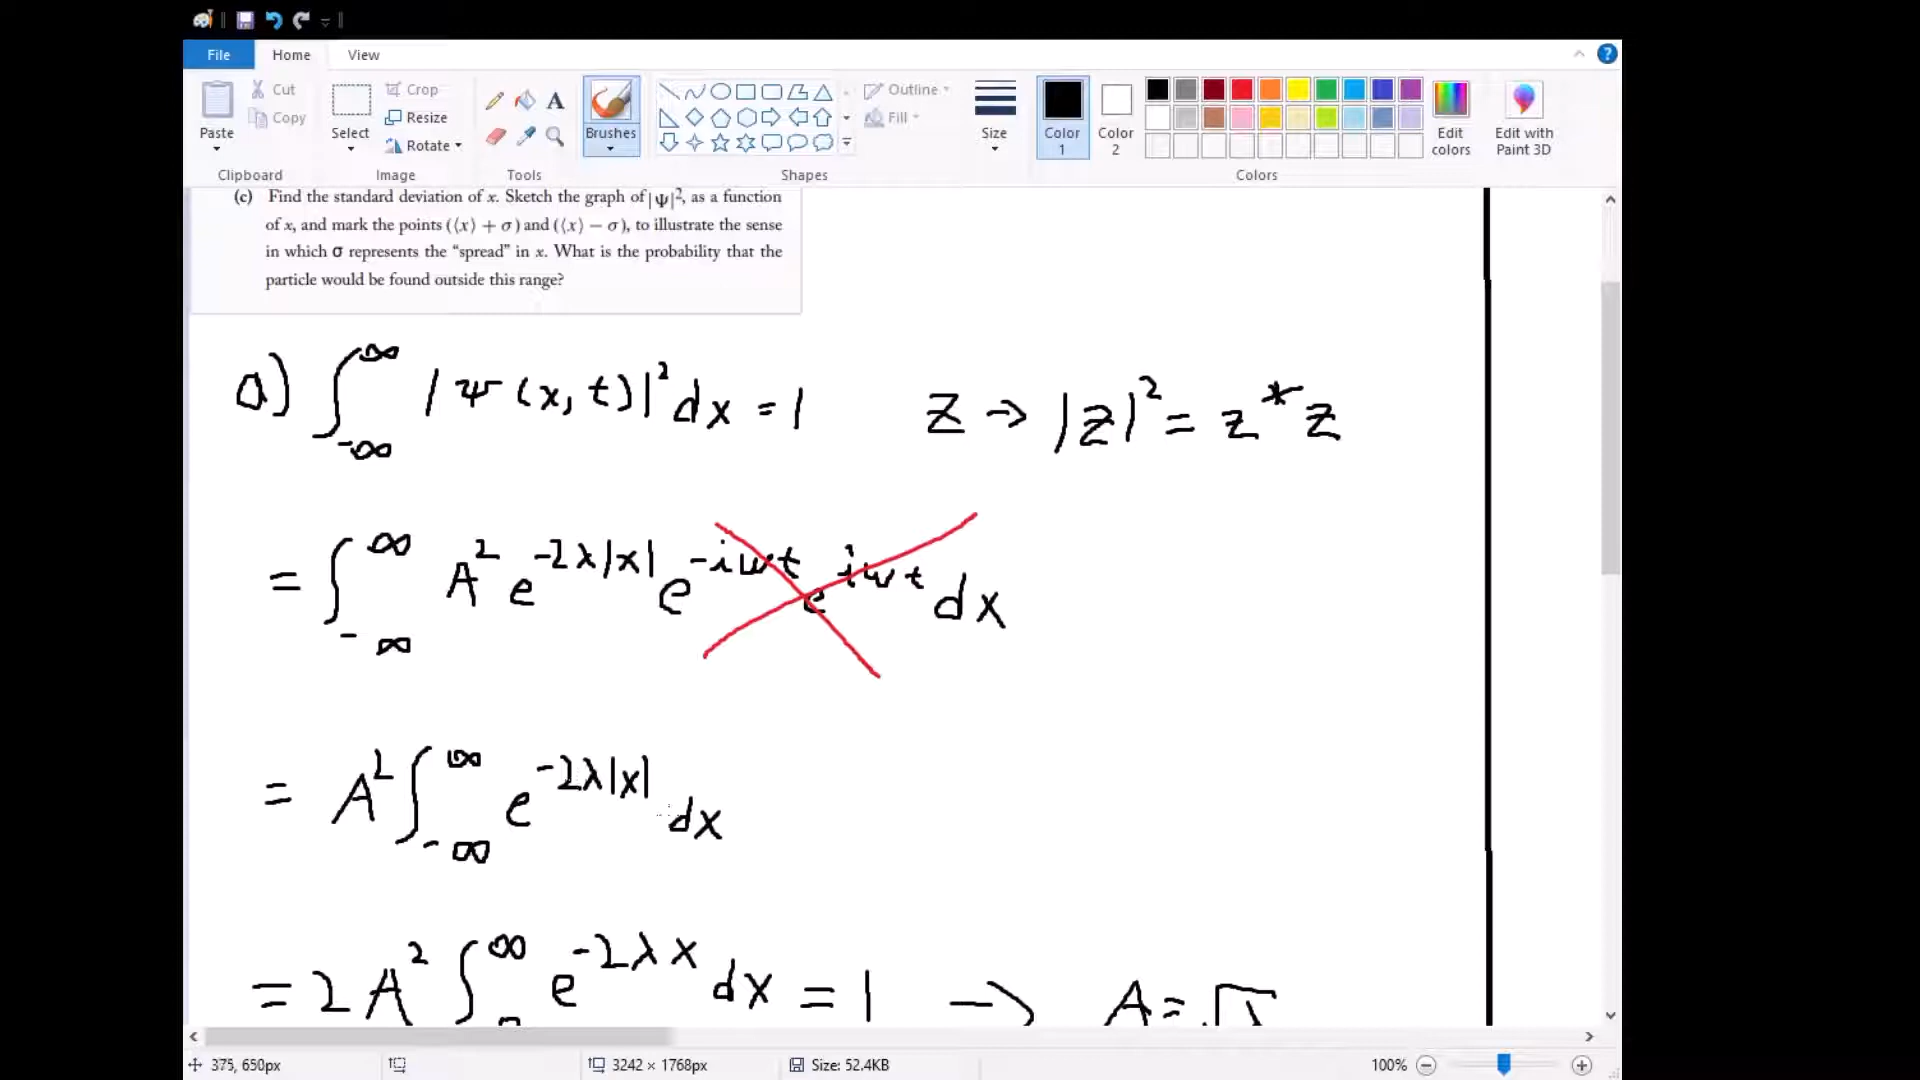 File Home View
Paste Cut Copy Clipboard
Select Crop Resize Rotate Image
A Tools
Brushes
Shapes
Outline Fill
Size
Color 1
Color 2
Edit colors
Edit with Paint 3D
Colors
(c) Find the standard deviation of x. Sketch the graph of |Ψ|², as a function
of x, and mark the points (⟨x⟩ + σ) and (⟨x⟩ − σ), to illustrate the sense
in which σ represents the “spread” in x. What is the probability that the
particle would be found outside this range?
a) ∫_{-∞}^{∞} |Ψ(x,t)|² dx = 1 z → |z|² = z* z
= ∫_{-∞}^{∞} A² e^{-2λ|x|} e^{-iωt} e^{iωt} dx
= A² ∫_{-∞}^{∞} e^{-2λ|x|} dx
= 2A² ∫^{∞} e^{-2λx} dx = 1 → A = √λ
375, 650px 3242 × 1768px Size: 52.4KB 100%